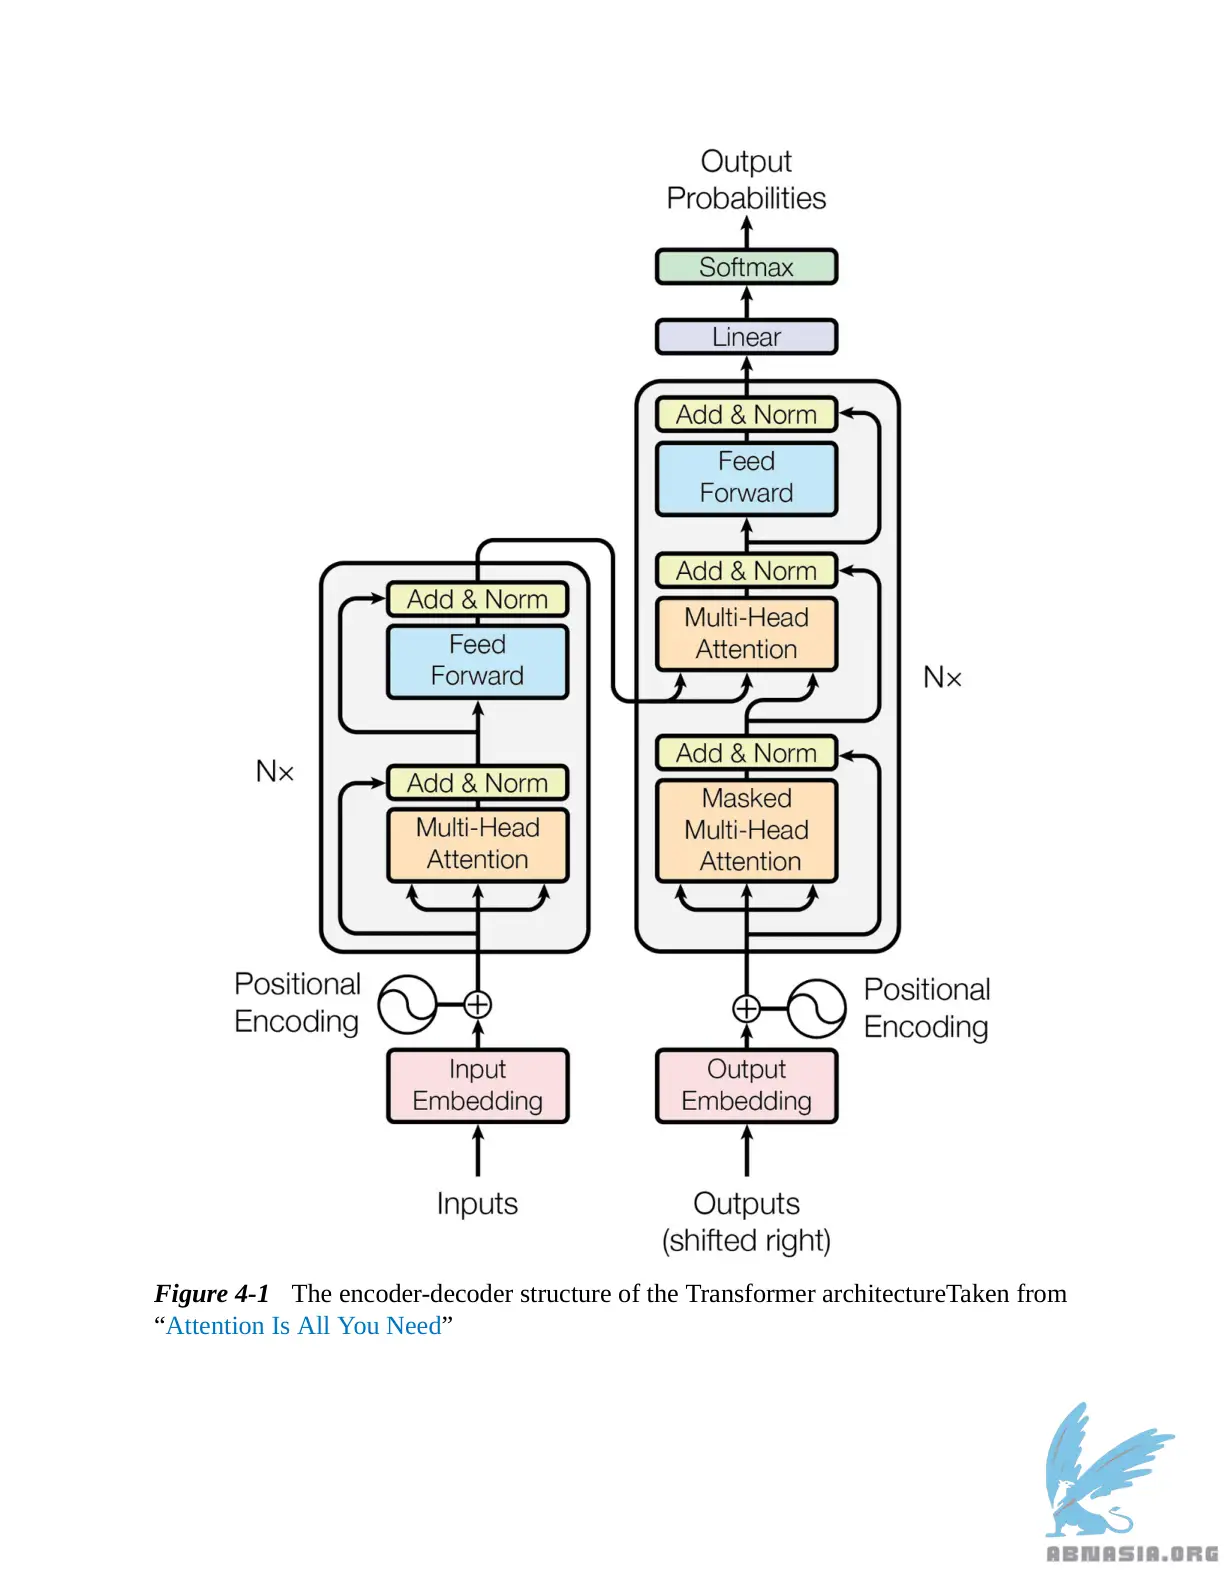 Output
Probabilities
Softmax
Linear
Add & Norm
Feed
Forward
Add & Norm
Multi-Head
Attention
N×
Add & Norm
Masked
Multi-Head
Attention
Add & Norm
Feed
Forward
N×
Add & Norm
Multi-Head
Attention
Positional
Encoding
Positional
Encoding
Input
Embedding
Output
Embedding
Inputs
Outputs
(shifted right)
Figure 4-1 The encoder-decoder structure of the Transformer architectureTaken from
“Attention Is All You Need”
ABNASIA.ORG